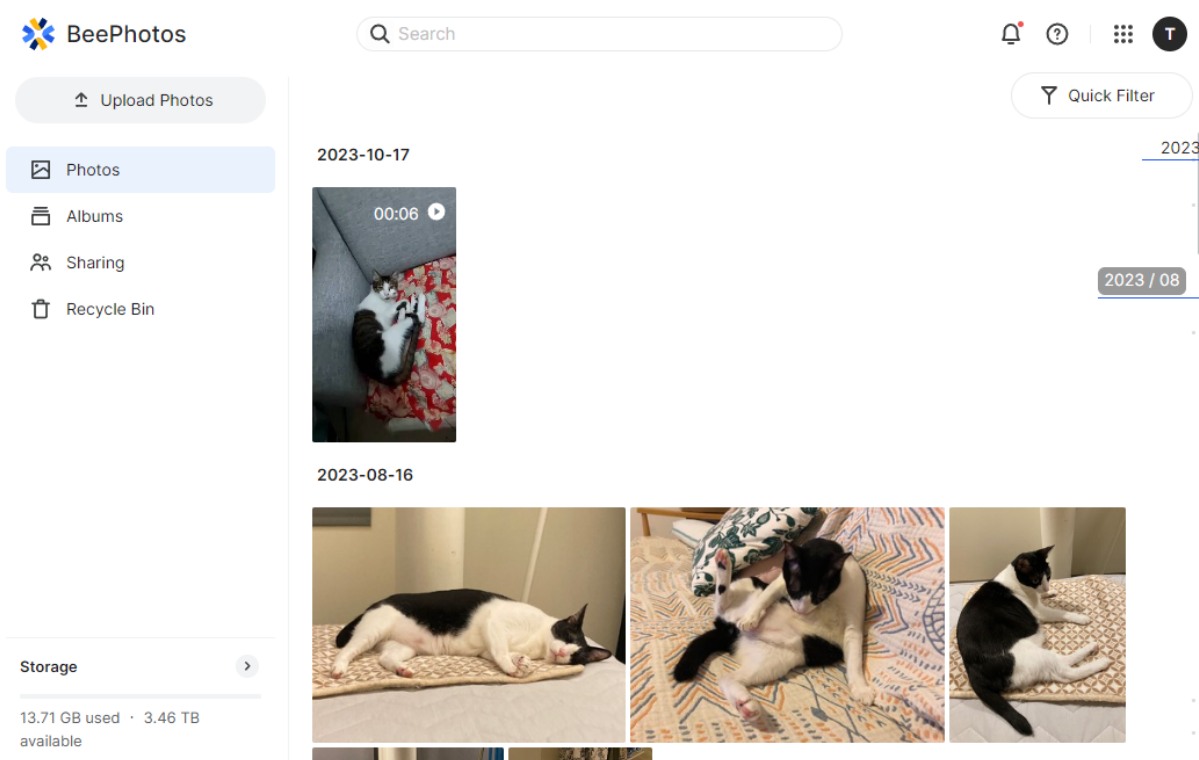 BeePhotos
Search
T
Upload Photos
Quick Filter
Photos
Albums
Sharing
Recycle Bin
2023-10-17
2023
00:06
2023 / 08
2023-08-16
Storage
13.71 GB used · 3.46 TB
available